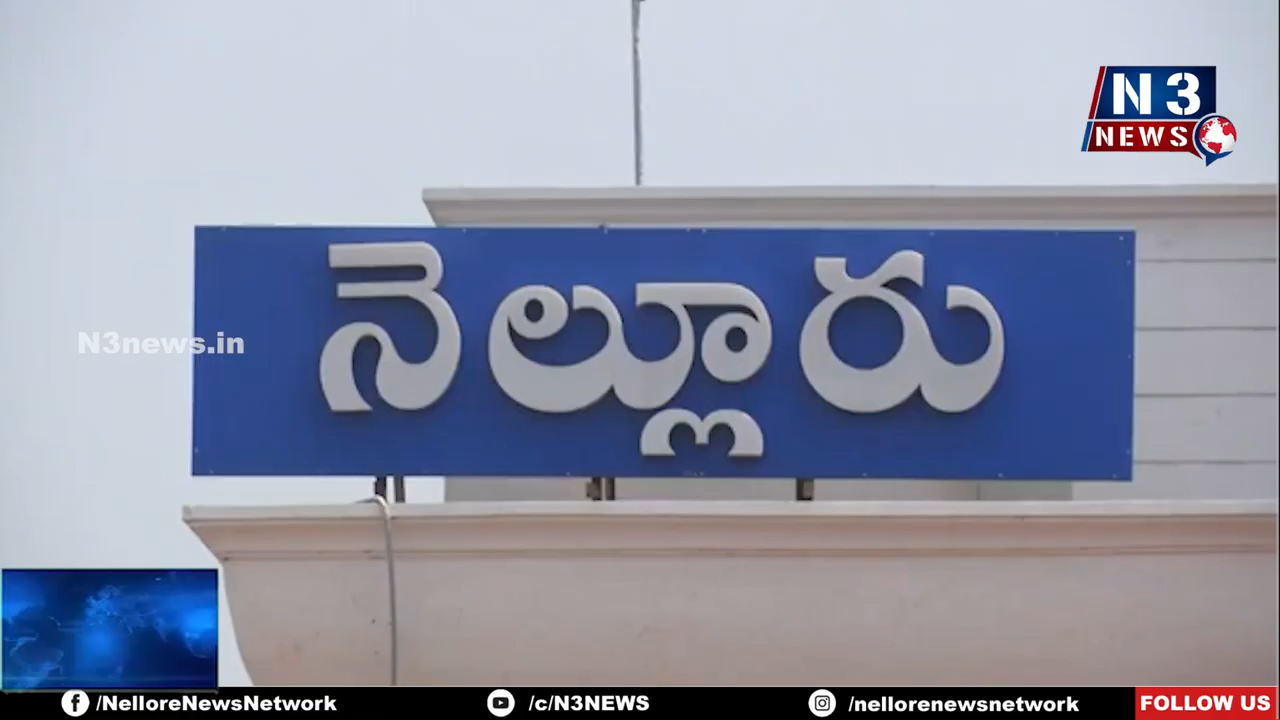 N3
NEWS
నెల్లూరు
N3news.in
/NelloreNewsNetwork
/c/N3NEWS
/nellorenewsnetwork
FOLLOW US